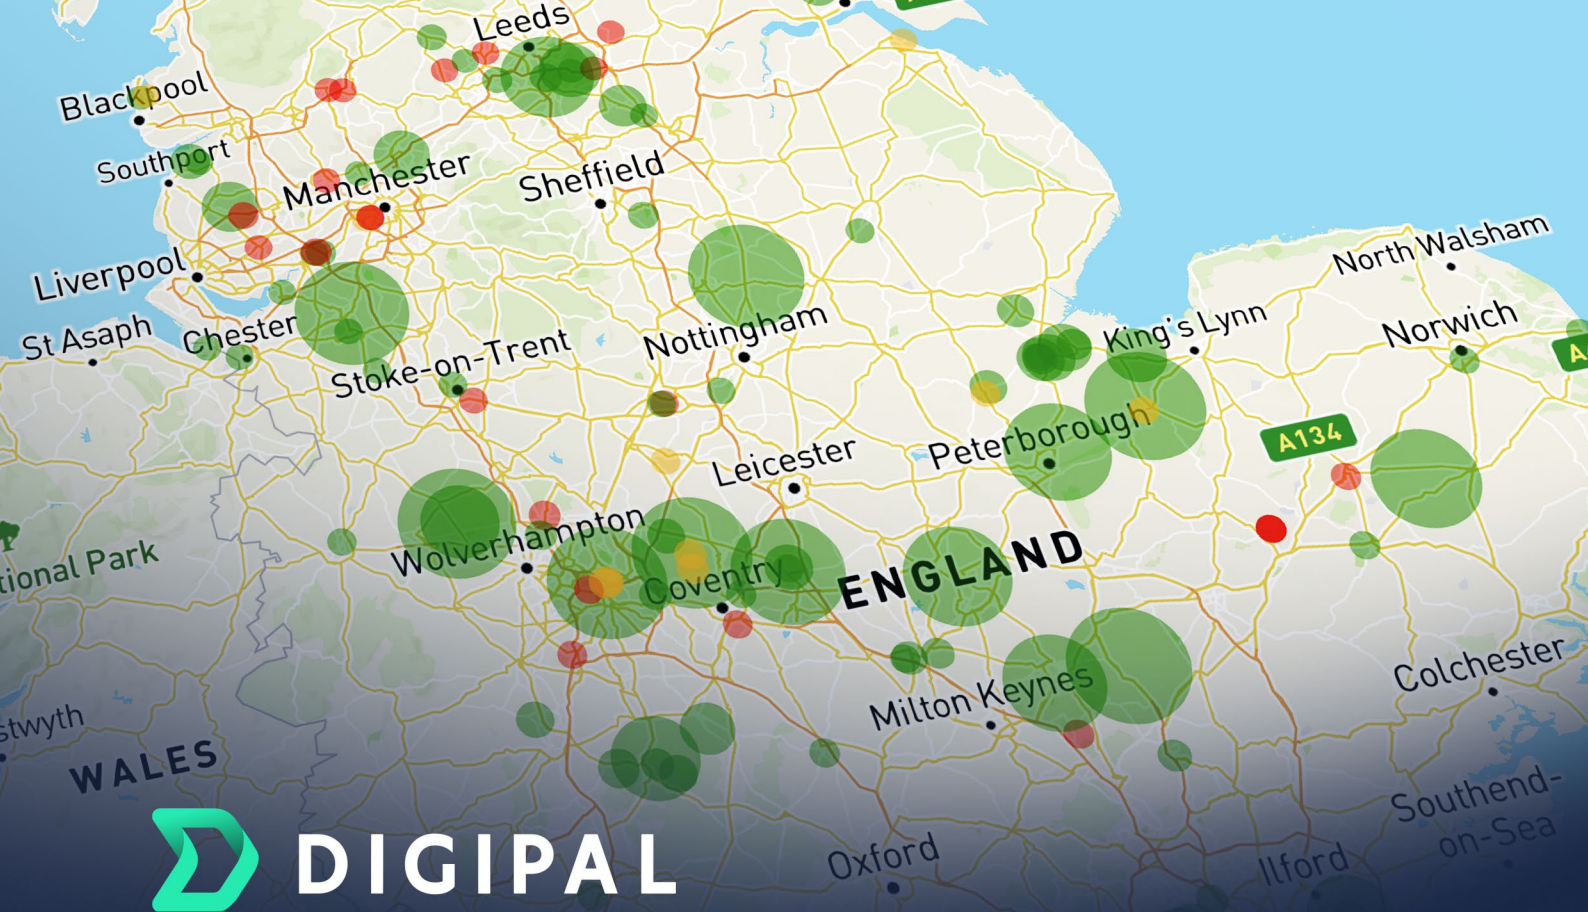 Leeds
Blackpool
Southport
Manchester
Sheffield
Liverpool
St Asaph
Chester
Stoke-on-Trent
Nottingham
King's Lynn
North Walsham
Norwich
A
A134
Leicester
Peterborough
Wolverhampton
Coventry
ENGLAND
tional Park
Milton Keynes
Colchester
stwyth
WALES
Southend-
on-Sea
Oxford
Ilford
DIGIPAL